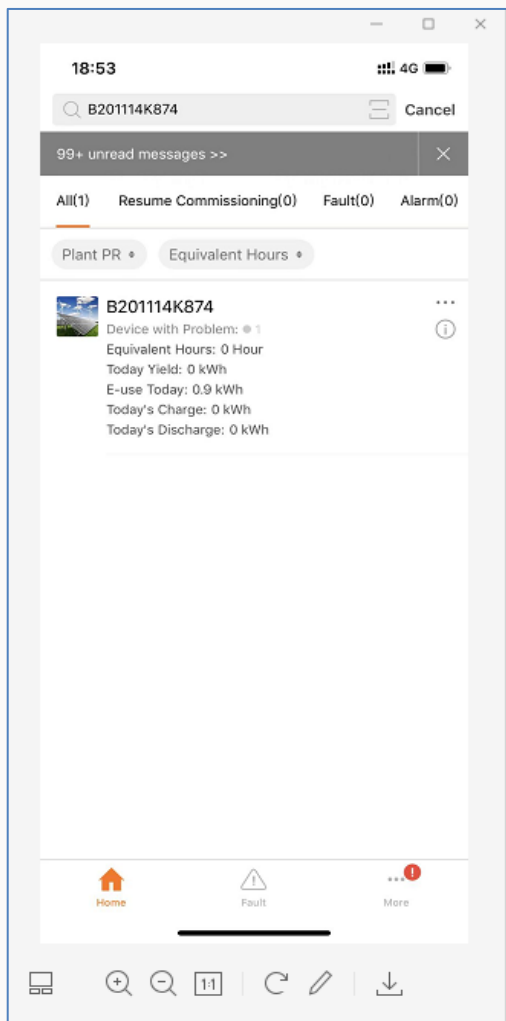 18:53
4G
B201114K874
Cancel
99+ unread messages >>
All(1) Resume Commissioning(0) Fault(0) Alarm(0)
Plant PR Equivalent Hours
B201114K874
Device with Problem: 1
Equivalent Hours: 0 Hour
Today Yield: 0 kWh
E-use Today: 0.9 kWh
Today's Charge: 0 kWh
Today's Discharge: 0 kWh
Home
Fault
More
1:1